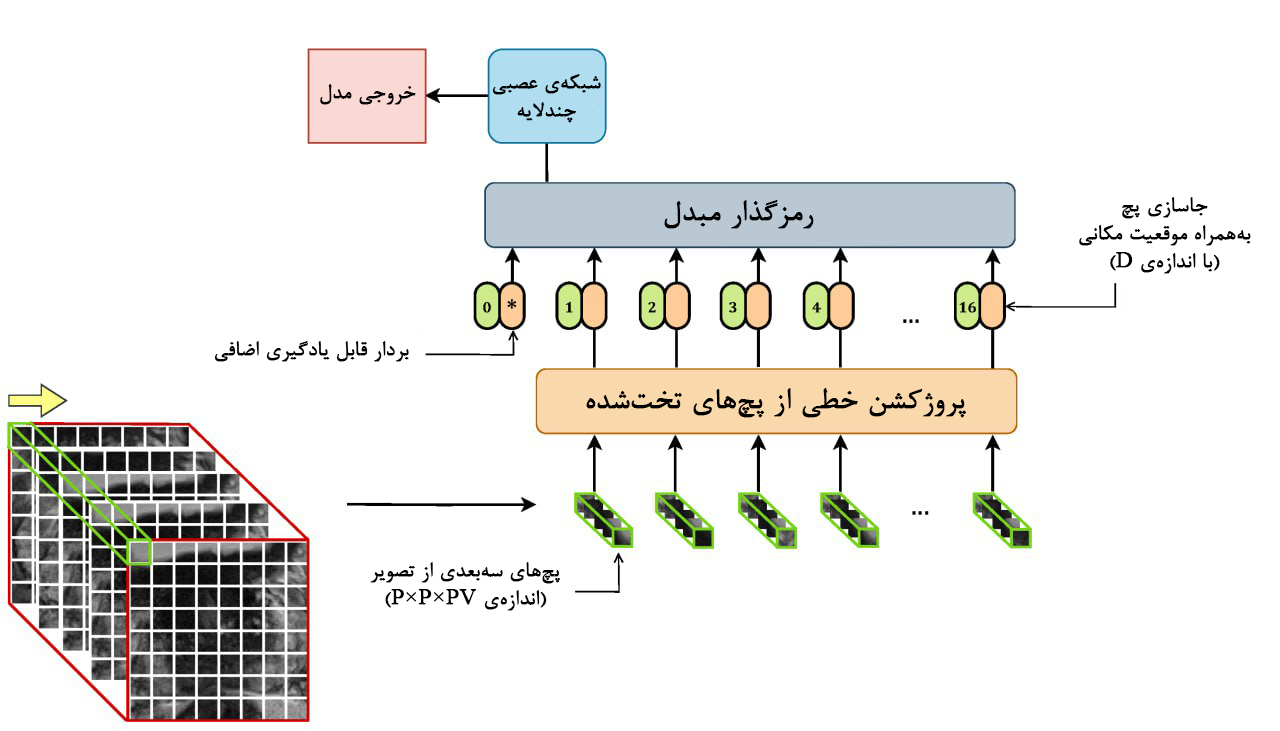 خروجی مدل
شبکه‌ی عصبی
چندلایه
رمزگذار مبدل
جاسازی پچ
به‌همراه موقعیت مکانی
(با اندازه‌ی D)
0 * 1 2 3 4 ... 16
بردار قابل یادگیری اضافی
پروژکشن خطی از پچ‌های تخت‌شده
...
پچ‌های سه‌بعدی از تصویر
(اندازه‌ی P×P×PV)